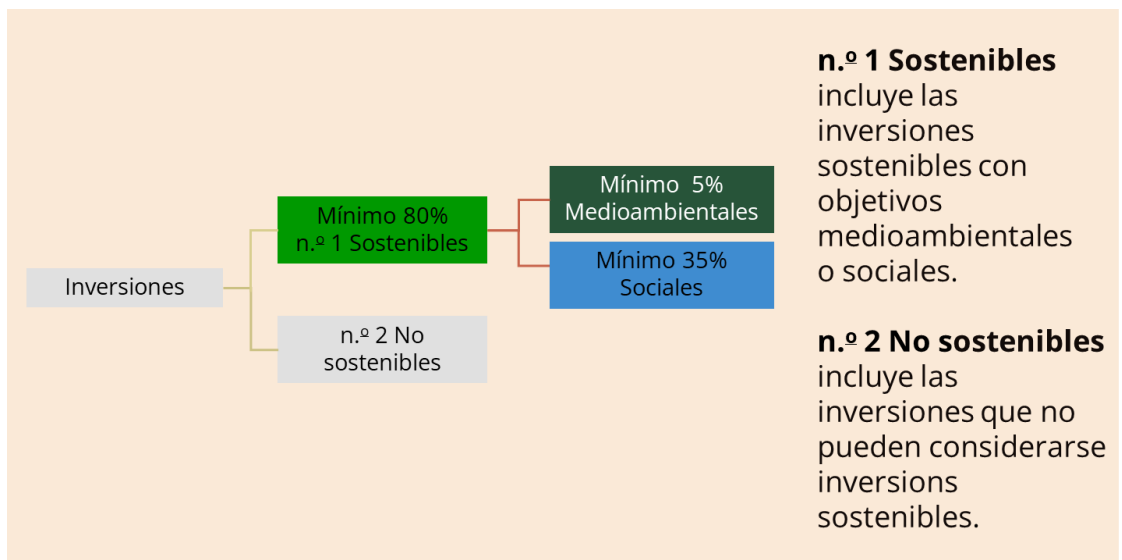 Inversiones
Mínimo 80%
n.º 1 Sostenibles
n.º 2 No
sostenibles
Mínimo  5%
Medioambientales
Mínimo 35%
Sociales
n.º 1 Sostenibles
incluye las
inversiones
sostenibles con
objetivos
medioambientales
o sociales.
n.º 2 No sostenibles
incluye las
inversiones que no
pueden considerarse
inversions
sostenibles.